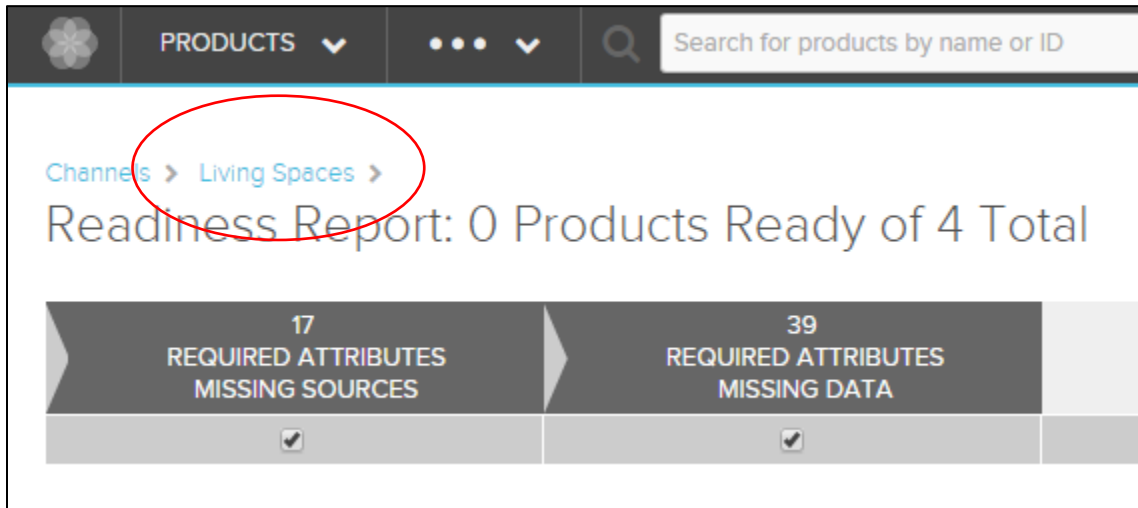 PRODUCTS
Search for products by name or ID
Channels > Living Spaces >
Readiness Report: 0 Products Ready of 4 Total
17
REQUIRED ATTRIBUTES
MISSING SOURCES
39
REQUIRED ATTRIBUTES
MISSING DATA